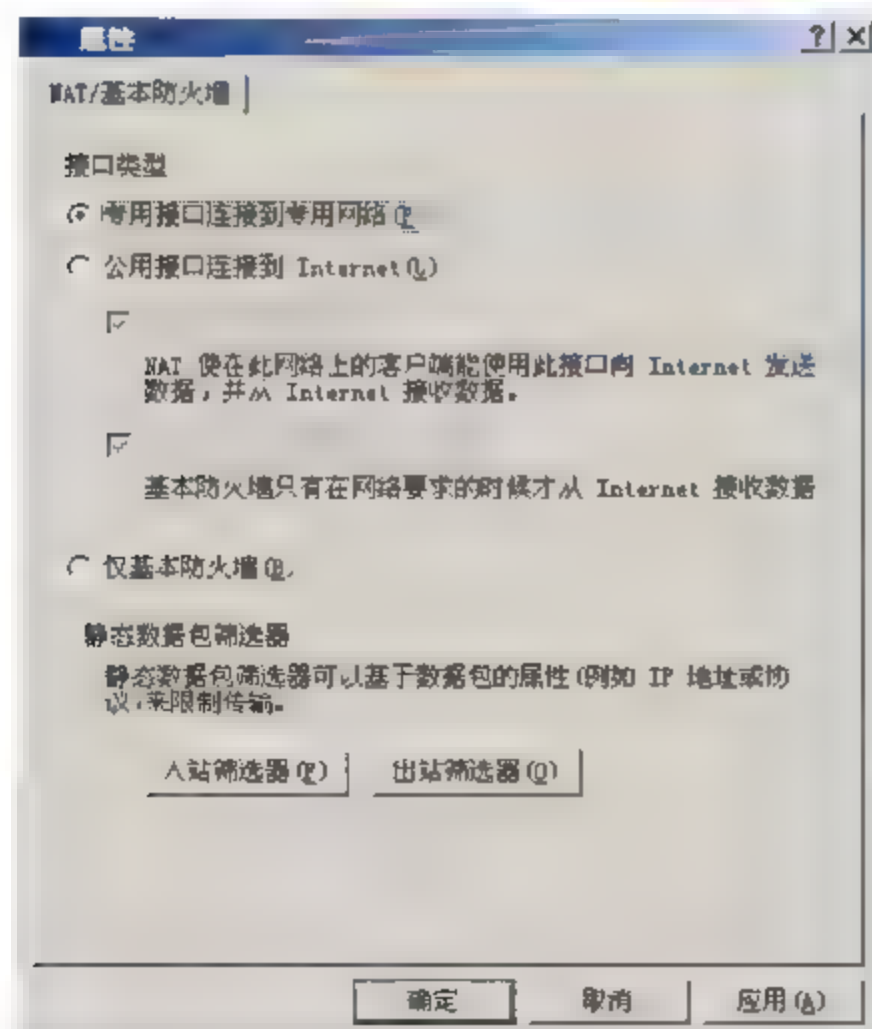 属性
NAT/基本防火墙
接口类型
专用接口连接到专用网络(P
公用接口连接到 Internet(U)
NAT 使在此网络上的客户端能使用此接口向 Internet 发送
数据，并从 Internet 接收数据。
基本防火墙只有在网络要求的时候才从 Internet 接收数据
仅基本防火墙(B.
静态数据包筛选器
静态数据包筛选器可以基于数据包的属性(例如 IP 地址或协
议,来限制传输。
入站筛选器(F)
出站筛选器(O)
确定
取消
应用(A)